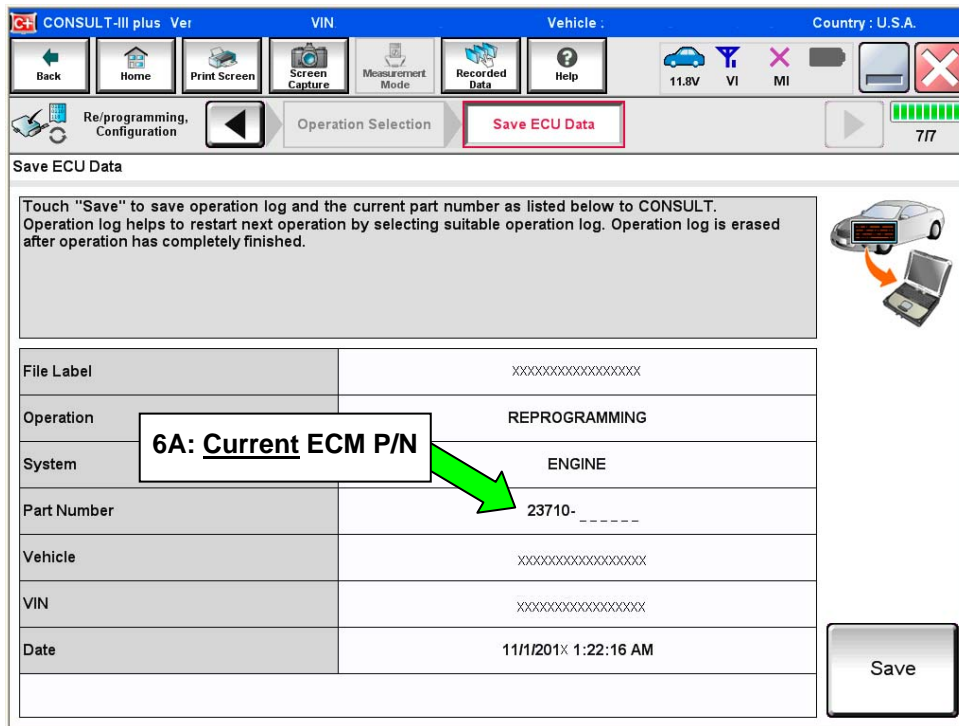 C+ CONSULT-III plus Ver VIN Vehicle : Country : U.S.A.
Back Home Print Screen Screen Capture Measurement Mode Recorded Data Help 11.8V VI MI
Re/programming, Configuration Operation Selection Save ECU Data 7/7
Save ECU Data
Touch "Save" to save operation log and the current part number as listed below to CONSULT.
Operation log helps to restart next operation by selecting suitable operation log. Operation log is erased
after operation has completely finished.
File Label XXXXXXXXXXXXXXXXX
Operation REPROGRAMMING
6A: Current ECM P/N
System ENGINE
Part Number 23710-______
Vehicle XXXXXXXXXXXXXXXXX
VIN XXXXXXXXXXXXXXXXX
Date 11/1/201X 1:22:16 AM
Save